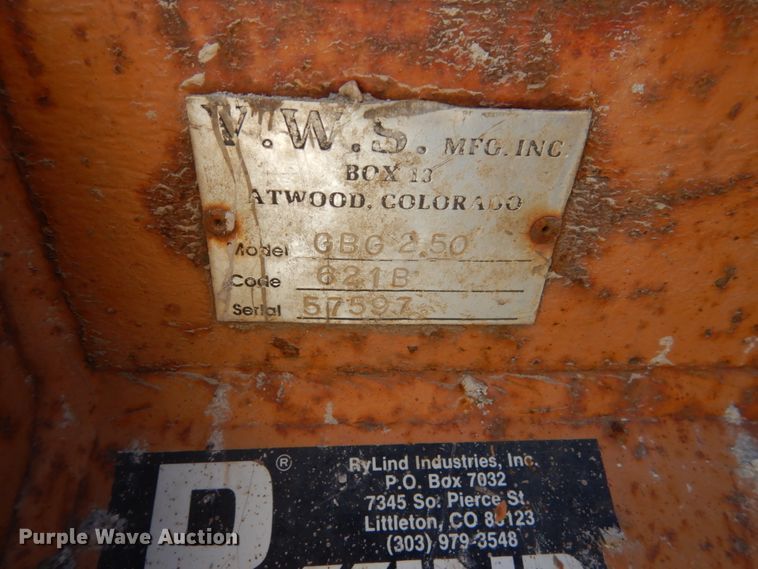 V.W.S. MFG. INC
BOX 13
ATWOOD, COLORADO
Model GBG 2.50
Code 621B
Serial 57597
R®
RyLind Industries, Inc.
P.O. Box 7032
7345 So. Pierce St.
Littleton, CO 80123
(303) 979-3548
Purple Wave Auction